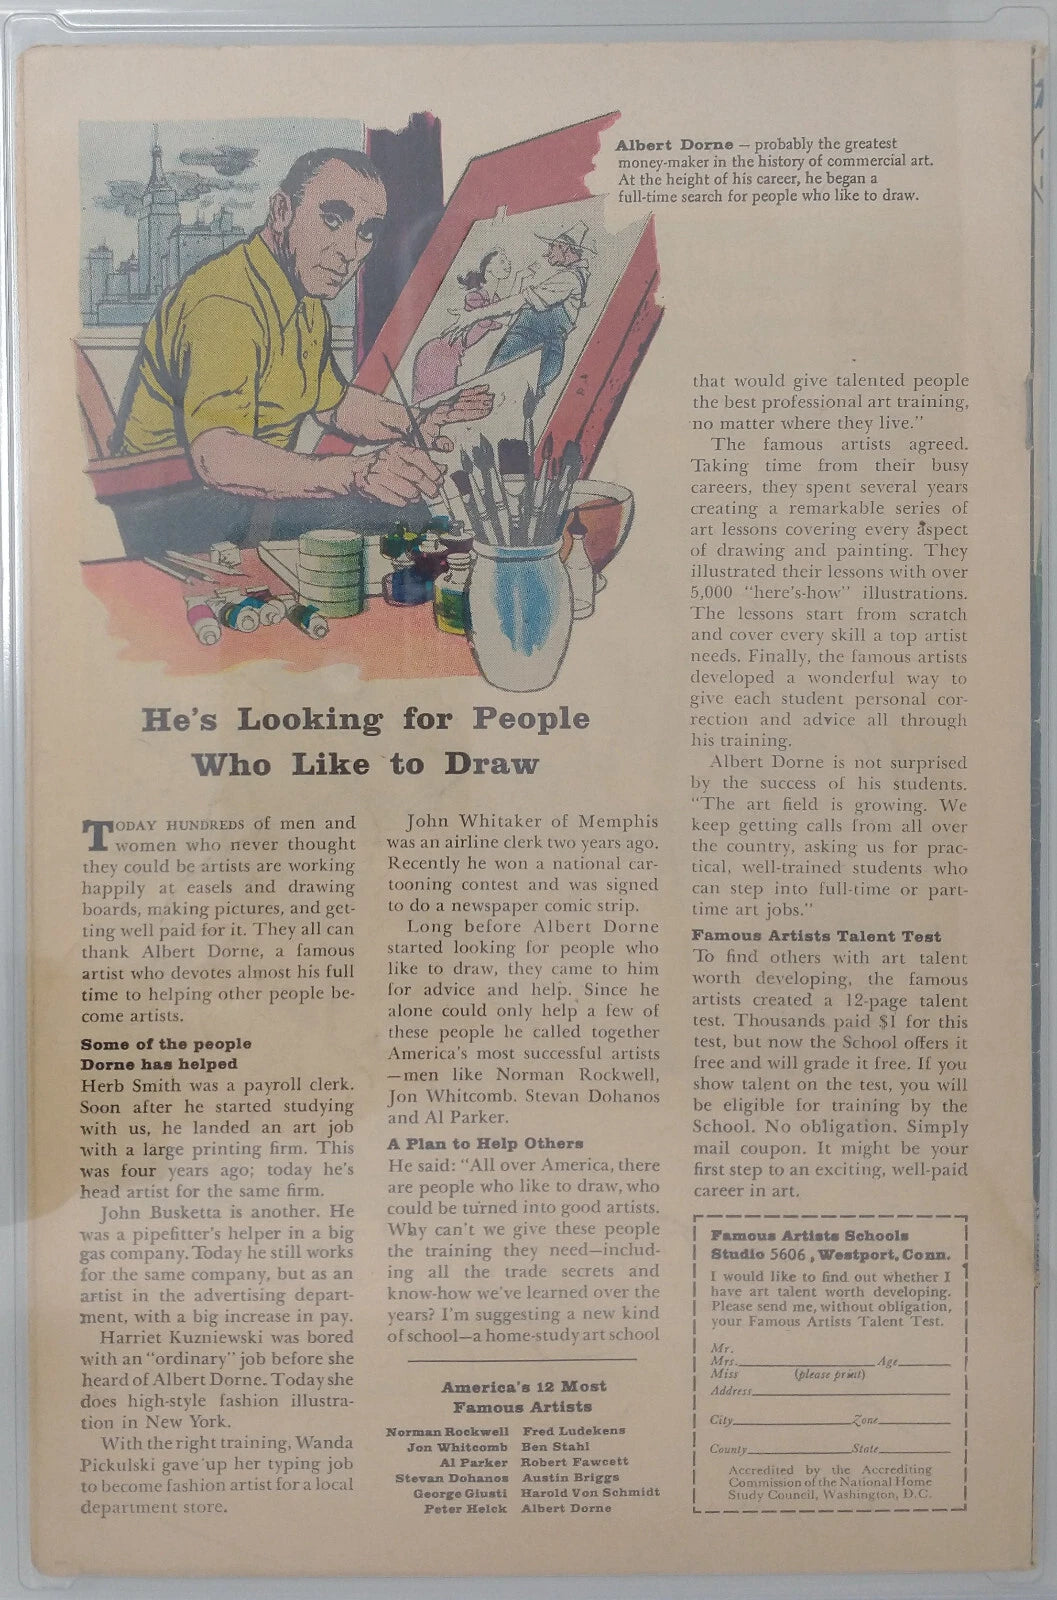 Albert Dorne — probably the greatest
money-maker in the history of commercial art.
At the height of his career, he began a
full-time search for people who like to draw.
He's Looking for People
Who Like to Draw
TODAY HUNDREDS of men and
women who never thought
they could be artists are working
happily at easels and drawing
boards, making pictures, and get-
ting well paid for it. They all can
thank Albert Dorne, a famous
artist who devotes almost his full
time to helping other people be-
come artists.
Some of the people
Dorne has helped
Herb Smith was a payroll clerk.
Soon after he started studying
with us, he landed an art job
with a large printing firm. This
was four years ago; today he's
head artist for the same firm.
John Busketta is another. He
was a pipefitter's helper in a big
gas company. Today he still works
for the same company, but as an
artist in the advertising depart-
ment, with a big increase in pay.
Harriet Kuzniewski was bored
with an "ordinary" job before she
heard of Albert Dorne. Today she
does high-style fashion illustra-
tion in New York.
With the right training, Wanda
Pickulski gave up her typing job
to become fashion artist for a local
department store.
John Whitaker of Memphis
was an airline clerk two years ago.
Recently he won a national car-
tooning contest and was signed
to do a newspaper comic strip.
Long before Albert Dorne
started looking for people who
like to draw, they came to him
for advice and help. Since he
alone could only help a few of
these people he called together
America's most successful artists
—men like Norman Rockwell,
Jon Whitcomb. Stevan Dohanos
and Al Parker.
A Plan to Help Others
He said: "All over America, there
are people who like to draw, who
could be turned into good artists.
Why can't we give these people
the training they need—includ-
ing all the trade secrets and
know-how we've learned over the
years? I'm suggesting a new kind
of school—a home-study art school
America's 12 Most
Famous Artists
Norman Rockwell Fred Ludekens
Jon Whitcomb Ben Stahl
Al Parker Robert Fawcett
Stevan Dohanos Austin Briggs
George Giusti Harold Von Schmidt
Peter Helck Albert Dorne
that would give talented people
the best professional art training,
no matter where they live."
The famous artists agreed.
Taking time from their busy
careers, they spent several years
creating a remarkable series of
art lessons covering every aspect
of drawing and painting. They
illustrated their lessons with over
5,000 "here's-how" illustrations.
The lessons start from scratch
and cover every skill a top artist
needs. Finally, the famous artists
developed a wonderful way to
give each student personal cor-
rection and advice all through
his training.
Albert Dorne is not surprised
by the success of his students.
"The art field is growing. We
keep getting calls from all over
the country, asking us for prac-
tical, well-trained students who
can step into full-time or part-
time art jobs."
Famous Artists Talent Test
To find others with art talent
worth developing, the famous
artists created a 12-page talent
test. Thousands paid $1 for this
test, but now the School offers it
free and will grade it free. If you
show talent on the test, you will
be eligible for training by the
School. No obligation. Simply
mail coupon. It might be your
first step to an exciting, well-paid
career in art.
Famous Artists Schools
Studio 5606, Westport, Conn.
I would like to find out whether I
have art talent worth developing.
Please send me, without obligation,
your Famous Artists Talent Test.
Mr.
Mrs. Age
Miss (please print)
Address
City Zone
County State
Accredited by the Accrediting
Commission of the National Home
Study Council, Washington, D.C.